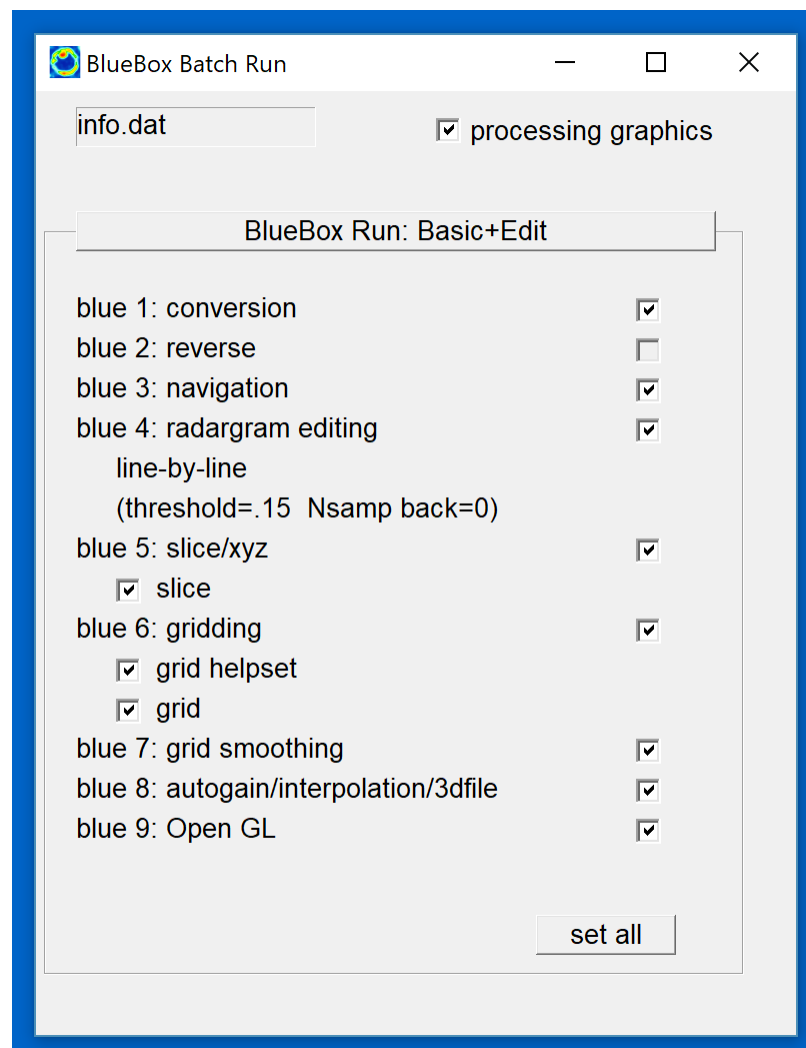 BlueBox Batch Run
info.dat
processing graphics
BlueBox Run: Basic+Edit
blue 1: conversion
blue 2: reverse
blue 3: navigation
blue 4: radargram editing
line-by-line
(threshold=.15  Nsamp back=0)
blue 5: slice/xyz
slice
blue 6: gridding
grid helpset
grid
blue 7: grid smoothing
blue 8: autogain/interpolation/3dfile
blue 9: Open GL
set all